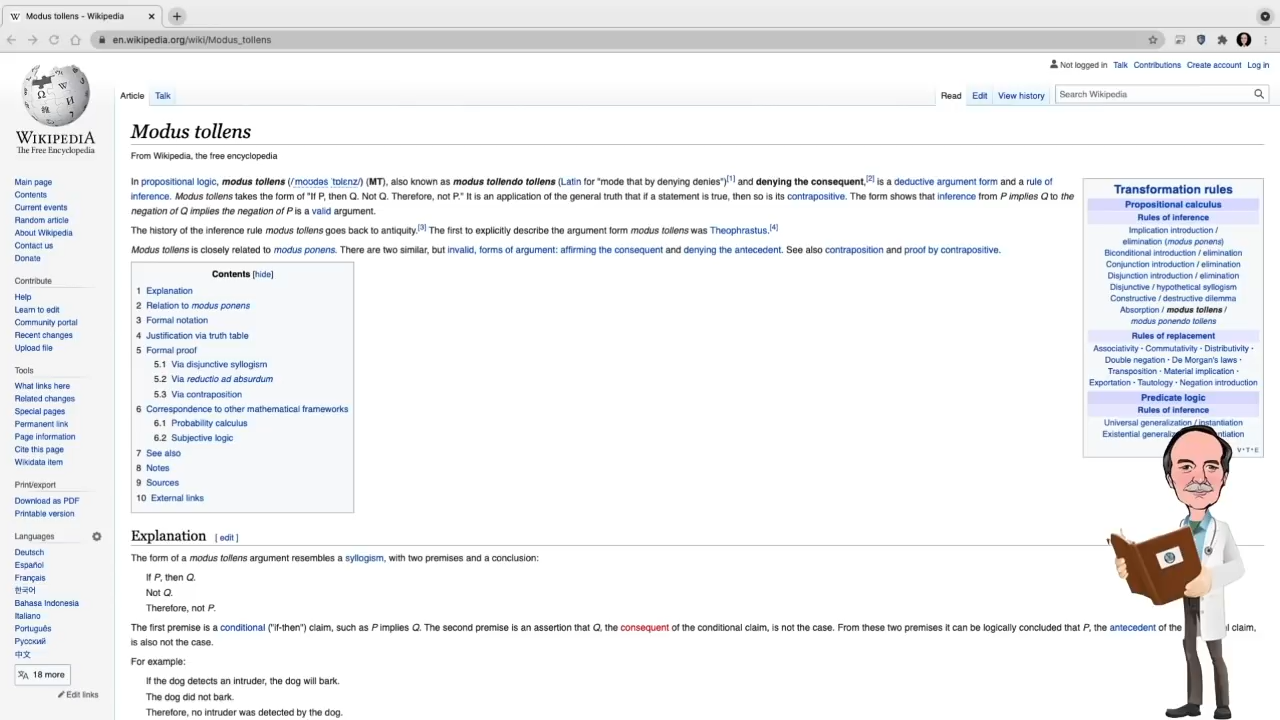 Modus tollens - Wikipedia
en.wikipedia.org/wiki/Modus_tollens
Not logged in Talk Contributions Create account Log in
Article Talk
Read Edit View history
Search Wikipedia
WIKIPEDIA
The Free Encyclopedia
Main page
Contents
Current events
Random article
About Wikipedia
Contact us
Donate
Contribute
Help
Learn to edit
Community portal
Recent changes
Upload file
Tools
What links here
Related changes
Special pages
Permanent link
Page information
Cite this page
Wikidata item
Print/export
Download as PDF
Printable version
Languages
Deutsch
Español
Français
한국어
Bahasa Indonesia
Italiano
Português
Русский
中文
18 more
Edit links
Modus tollens
From Wikipedia, the free encyclopedia
In propositional logic, modus tollens (/ˈmoʊdəs ˈtɒlɛnz/) (MT), also known as modus tollendo tollens (Latin for "mode that by denying denies")[1] and denying the consequent,[2] is a deductive argument form and a rule of
inference. Modus tollens takes the form of "If P, then Q. Not Q. Therefore, not P." It is an application of the general truth that if a statement is true, then so is its contrapositive. The form shows that inference from P implies Q to the
negation of Q implies the negation of P is a valid argument.
The history of the inference rule modus tollens goes back to antiquity.[3] The first to explicitly describe the argument form modus tollens was Theophrastus.[4]
Modus tollens is closely related to modus ponens. There are two similar, but invalid, forms of argument: affirming the consequent and denying the antecedent. See also contraposition and proof by contrapositive.
Contents [hide]
1 Explanation
2 Relation to modus ponens
3 Formal notation
4 Justification via truth table
5 Formal proof
5.1 Via disjunctive syllogism
5.2 Via reductio ad absurdum
5.3 Via contraposition
6 Correspondence to other mathematical frameworks
6.1 Probability calculus
6.2 Subjective logic
7 See also
8 Notes
9 Sources
10 External links
Transformation rules
Propositional calculus
Rules of inference
Implication introduction /
elimination (modus ponens)
Biconditional introduction / elimination
Conjunction introduction / elimination
Disjunction introduction / elimination
Disjunctive / hypothetical syllogism
Constructive / destructive dilemma
Absorption / modus tollens /
modus ponendo tollens
Rules of replacement
Associativity · Commutativity · Distributivity ·
Double negation · De Morgan's laws ·
Transposition · Material implication ·
Exportation · Tautology · Negation introduction
Predicate logic
Rules of inference
Universal generalization / instantiation
Existential
V·T·E
Explanation [ edit ]
The form of a modus tollens argument resembles a syllogism, with two premises and a conclusion:
If P, then Q.
Not Q.
Therefore, not P.
The first premise is a conditional ("if-then") claim, such as P implies Q. The second premise is an assertion that Q, the consequent of the conditional claim, is not the case. From these two premises it can be logically concluded that P, the antecedent of the claim,
is also not the case.
For example:
If the dog detects an intruder, the dog will bark.
The dog did not bark.
Therefore, no intruder was detected by the dog.